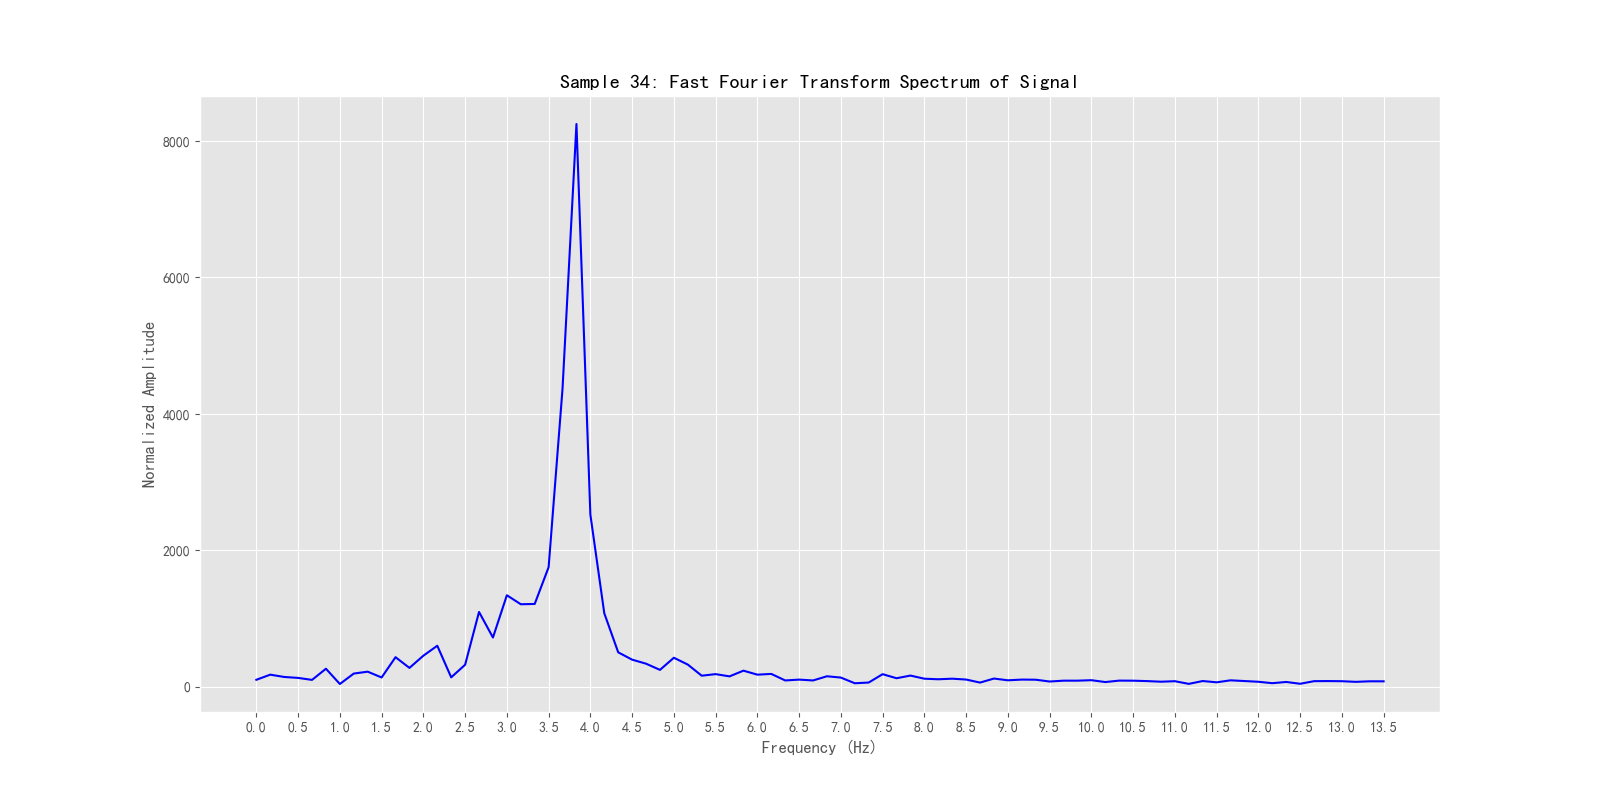 Sample 34: Fast Fourier Transform Spectrum of Signal
8000
6000
4000
2000
0
Normalized Amplitude
0.0 0.5 1.0 1.5 2.0 2.5 3.0 3.5 4.0 4.5 5.0 5.5 6.0 6.5 7.0 7.5 8.0 8.5 9.0 9.5 10.0 10.5 11.0 11.5 12.0 12.5 13.0 13.5
Frequency (Hz)